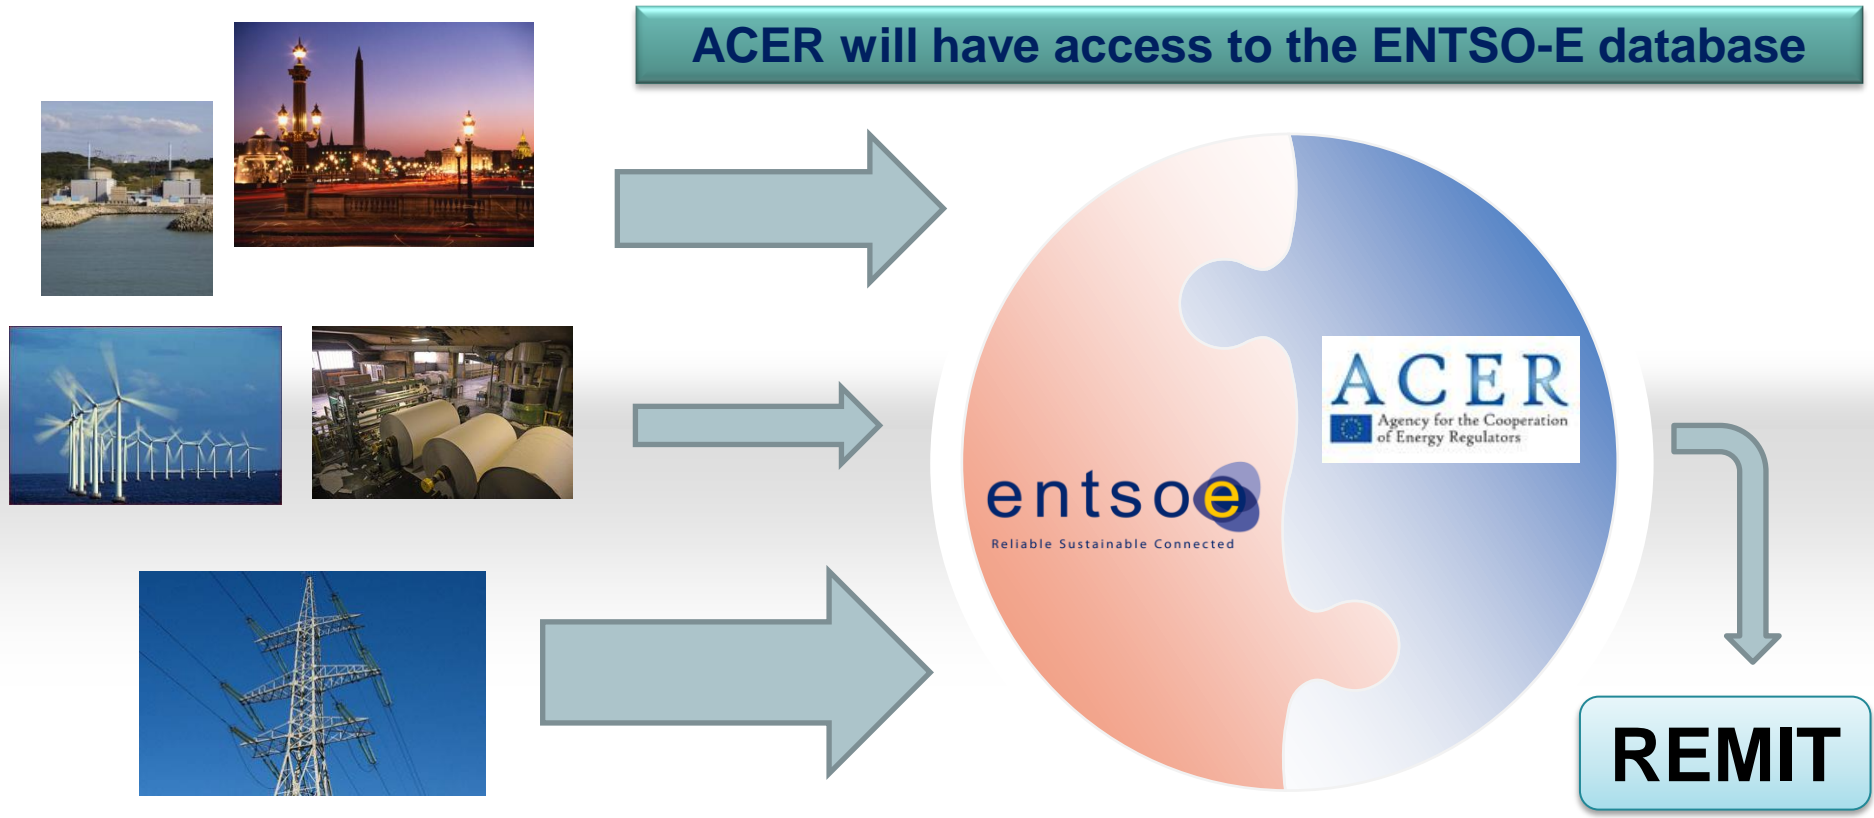 ACER will have access to the ENTSO-E database
ACER
Agency for the Cooperation
of Energy Regulators
entsoe
Reliable Sustainable Connected
REMIT